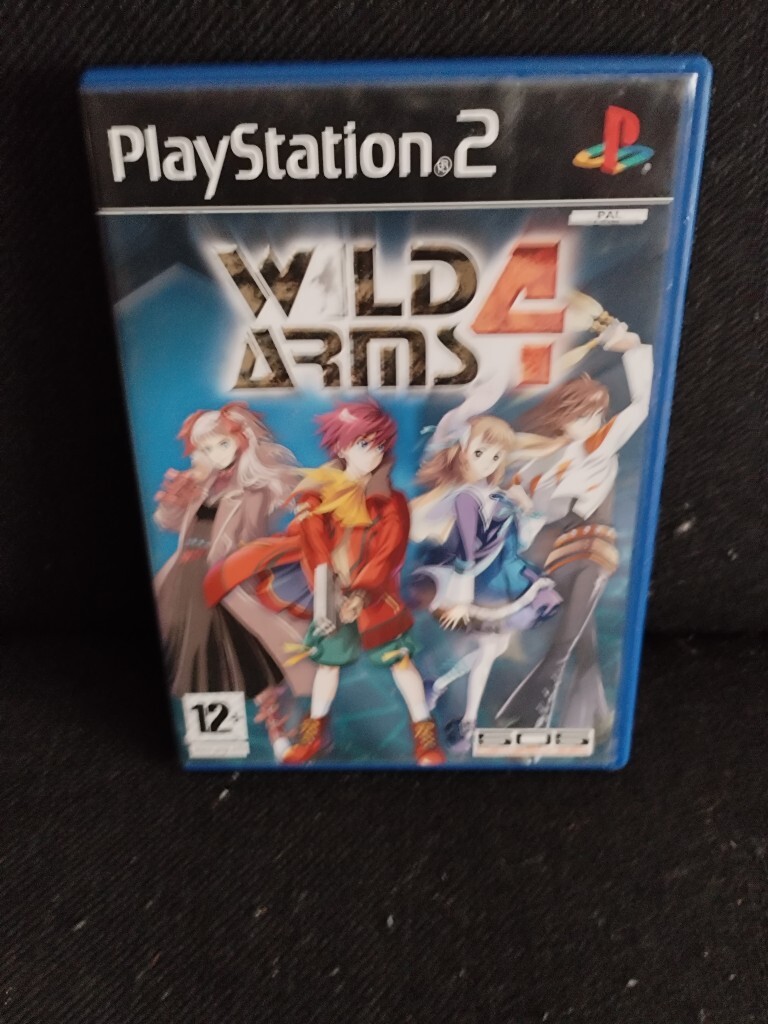 PlayStation®2
PAL
WILD
ARMS 4
12+
505